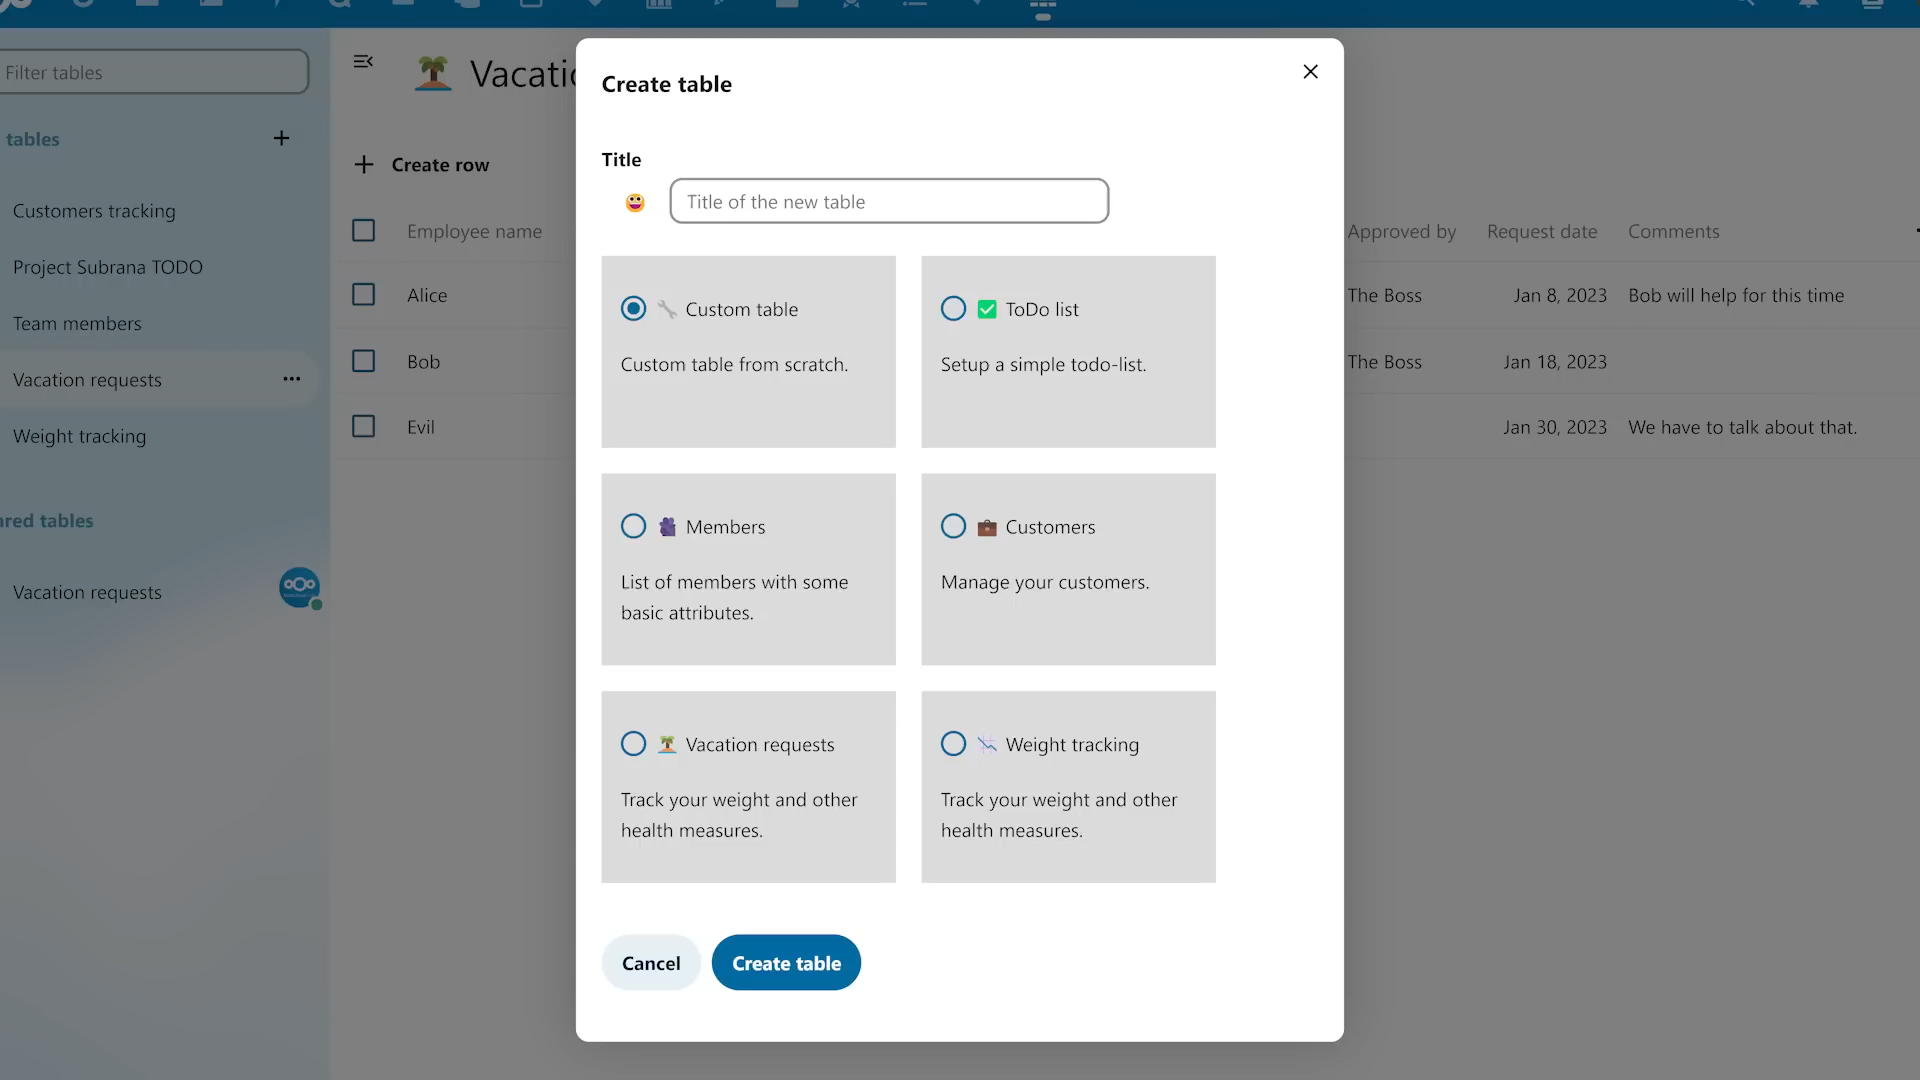 Filter tables
tables
Customers tracking
Project Subrana TODO
Team members
Vacation requests
Weight tracking
Vacation requests
Create row
Employee name
Alice
Bob
Evil
Create table
Title
Title of the new table
Custom table
Custom table from scratch.
ToDo list
Setup a simple todo-list.
Members
List of members with some
basic attributes.
Customers
Manage your customers.
Vacation requests
Track your weight and other
health measures.
Weight tracking
Track your weight and other
health measures.
Cancel
Create table
Approved by
Request date
Comments
The Boss
Jan 8, 2023
Bob will help for this time
The Boss
Jan 18, 2023
Jan 30, 2023
We have to talk about that.